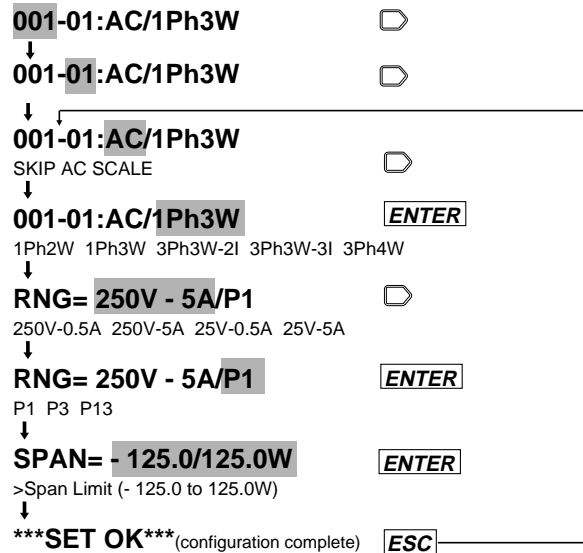 001-01:AC/1Ph3W
001-01:AC/1Ph3W
001-01:AC/1Ph3W
SKIP AC SCALE
001-01:AC/1Ph3W ENTER
1Ph2W 1Ph3W 3Ph3W-2I 3Ph3W-3I 3Ph4W
RNG= 250V - 5A/P1
250V-0.5A 250V-5A 25V-0.5A 25V-5A
RNG= 250V - 5A/P1 ENTER
P1 P3 P13
SPAN= - 125.0/125.0W ENTER
>Span Limit (- 125.0 to 125.0W)
***SET OK***(configuration complete) ESC